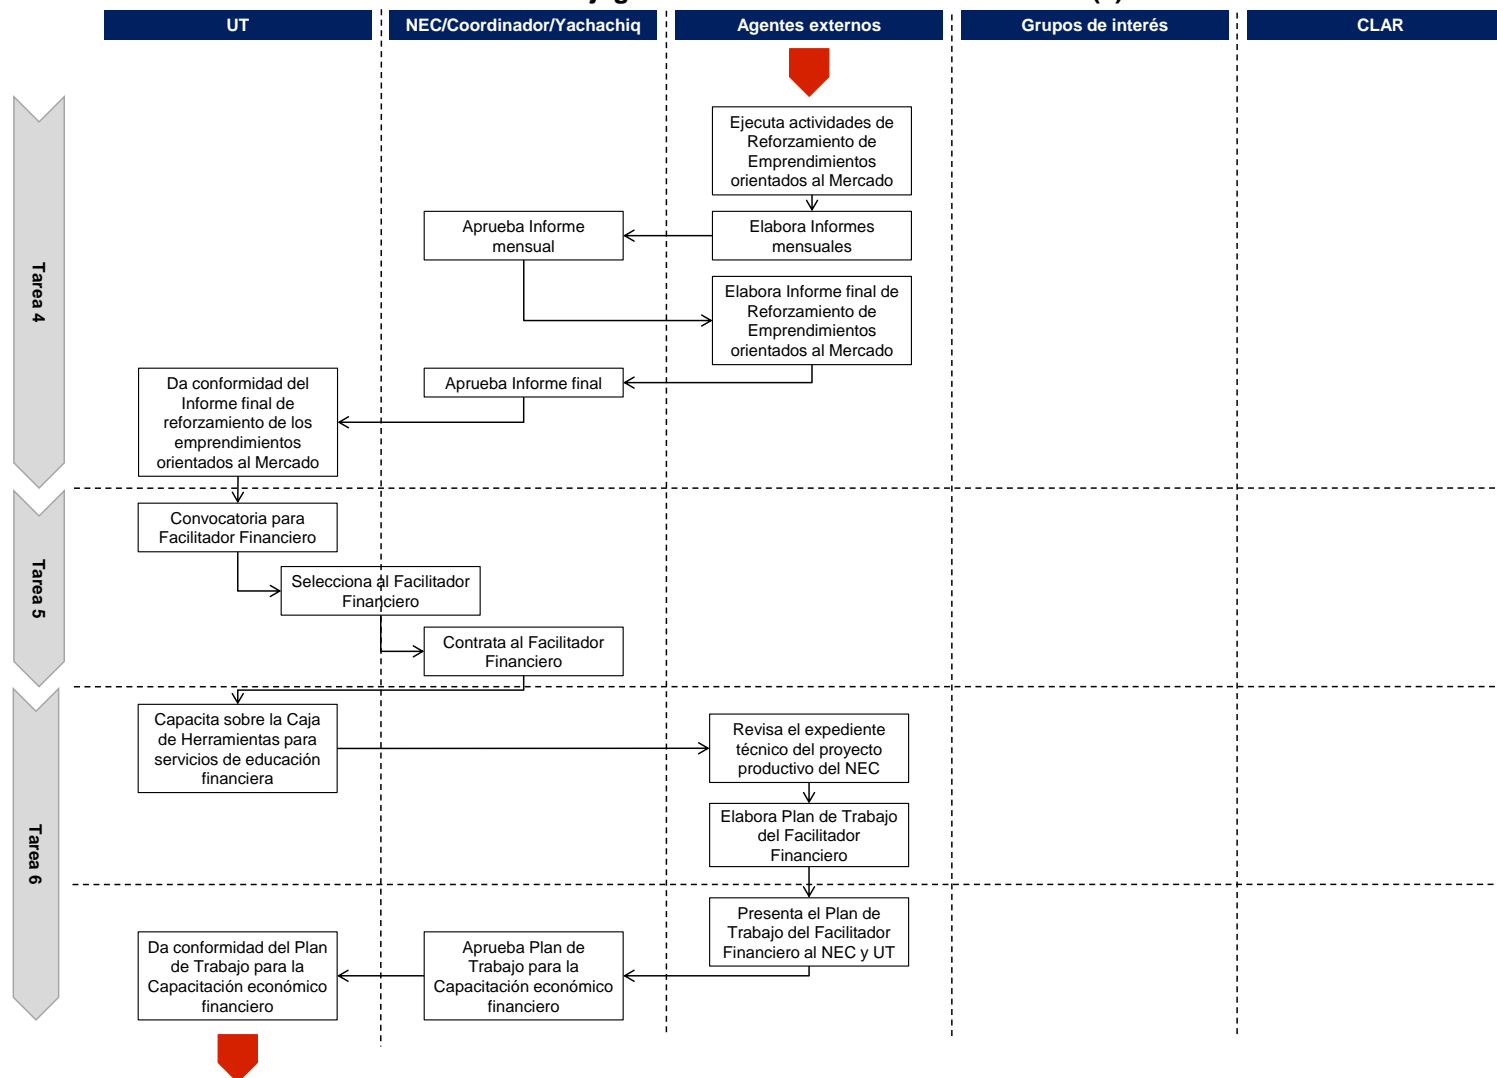 UT
NEC/Coordinador/Yachachiq
Agentes externos
Grupos de interés
CLAR
Tarea 4
Ejecuta actividades de
Reforzamiento de
Emprendimientos
orientados al Mercado
Aprueba Informe
mensual
Elabora Informes
mensuales
Elabora Informe final de
Reforzamiento de
Emprendimientos
orientados al Mercado
Da conformidad del
Informe final de
reforzamiento de los
emprendimientos
orientados al Mercado
Aprueba Informe final
Tarea 5
Convocatoria para
Facilitador Financiero
Selecciona al Facilitador
Financiero
Contrata al Facilitador
Financiero
Tarea 6
Capacita sobre la Caja
de Herramientas para
servicios de educación
financiera
Revisa el expediente
técnico del proyecto
productivo del NEC
Elabora Plan de Trabajo
del Facilitador
Financiero
Presenta el Plan de
Trabajo del Facilitador
Financiero al NEC y UT
Da conformidad del Plan
de Trabajo para la
Capacitación económico
financiero
Aprueba Plan de
Trabajo para la
Capacitación económico
financiero